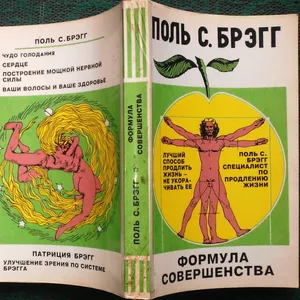 ПОЛЬ С. БРЭГГ
ЧУДО ГОЛОДАНИЯ
СЕРДЦЕ
ПОСТРОЕНИЕ МОЩНОЙ НЕРВНОЙ
СИЛЫ
ВАШИ ВОЛОСЫ И ВАШЕ ЗДОРОВЬЕ
ПАТРИЦИЯ БРЭГГ
УЛУЧШЕНИЕ ЗРЕНИЯ ПО СИСТЕМЕ
БРЭГГА
ПОЛЬ С. БРЭГГ
ФОРМУЛА
СОВЕРШЕНСТВА
ПОЛЬ С. БРЭГГ
ЛУЧШИЙ
СПОСОБ
ПРОДЛИТЬ
ЖИЗНЬ –
НЕ УКОРА-
ЧИВАТЬ ЕЕ
ПОЛЬ С.
БРЭГГ
СПЕЦИАЛИСТ
ПО
ПРОДЛЕНИЮ
ЖИЗНИ
ФОРМУЛА
СОВЕРШЕНСТВА